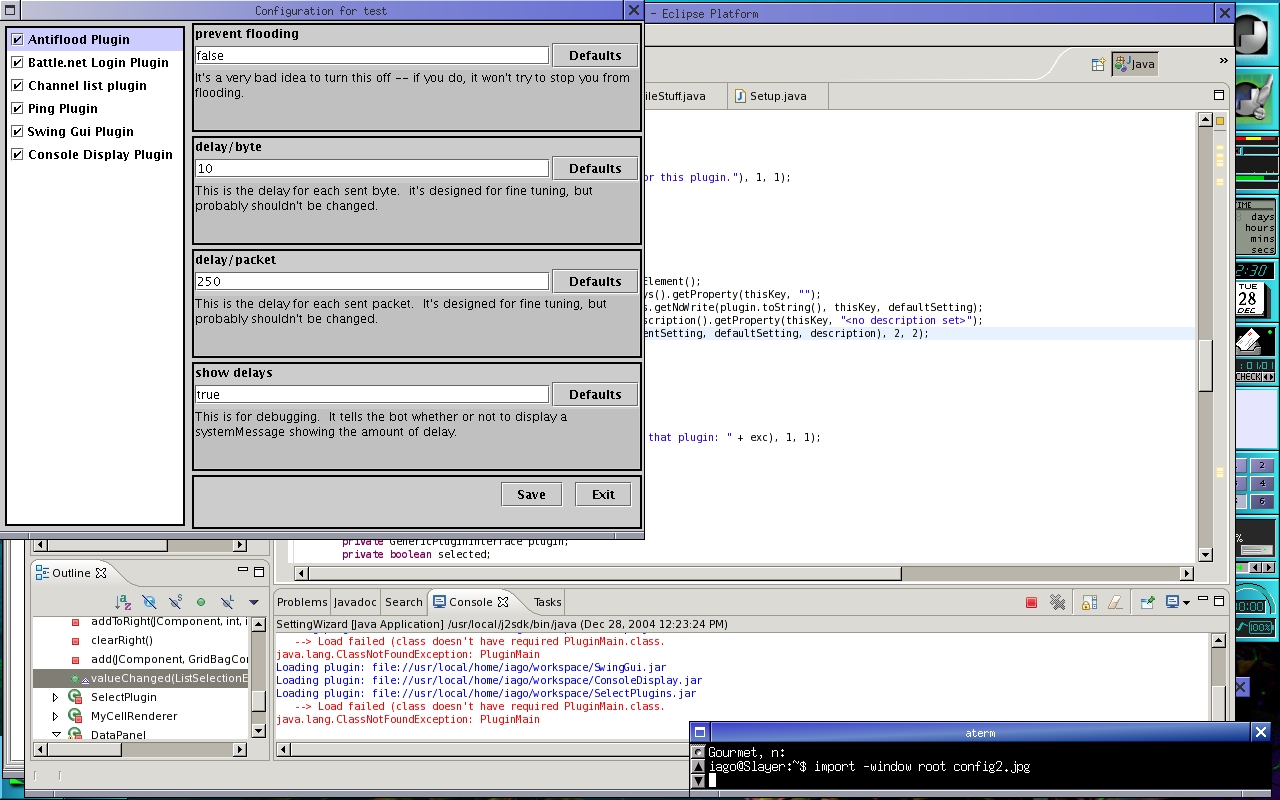 Configuration for test
Antiflood Plugin
Battle.net Login Plugin
Channel list plugin
Ping Plugin
Swing Gui Plugin
Console Display Plugin
prevent flooding
false
Defaults
It's a very bad idea to turn this off -- if you do, it won't try to stop you from
flooding.
delay/byte
10
Defaults
This is the delay for each sent byte.  it's designed for fine tuning, but
probably shouldn't be changed.
delay/packet
250
Defaults
This is the delay for each sent packet.  It's designed for fine tuning, but
probably shouldn't be changed.
show delays
true
Defaults
This is for debugging.  It tells the bot whether or not to display a
systemMessage showing the amount of delay.
Save
Exit
- Eclipse Platform
Java
ileStuff.java
Setup.java
or this plugin."), 1, 1);
Element();
ys().getProperty(thisKey, "");
s.getNoWrite(plugin.toString(), thisKey, defaultSetting);
scription().getProperty(thisKey, "<no description set>");
entSetting, defaultSetting, description), 2, 2);
that plugin: " + exc), 1, 1);
private GenericPluginInterface plugin;
private boolean selected;
Outline
addToRight(JComponent, int, i
clearRight()
add(JComponent, GridBagCo
valueChanged(ListSelectionE
SelectPlugin
MyCellRenderer
DataPanel
Problems
Javadoc
Search
Console
Tasks
SettingWizard [Java Application] /usr/local/j2sdk/bin/java (Dec 28, 2004 12:23:24 PM)
--> Load failed (class doesn't have required PluginMain.class.
java.lang.ClassNotFoundException: PluginMain
Loading plugin: file://usr/local/home/iago/workspace/SwingGui.jar
Loading plugin: file://usr/local/home/iago/workspace/ConsoleDisplay.jar
Loading plugin: file://usr/local/home/iago/workspace/SelectPlugins.jar
--> Load failed (class doesn't have required PluginMain.class.
java.lang.ClassNotFoundException: PluginMain
aterm
Gourmet, n:
iago@Slayer:~$ import -window root config2.jpg
days
hours
mins
secs
2:30
TUE
28
DEC
CHECK
2
4
6
100%